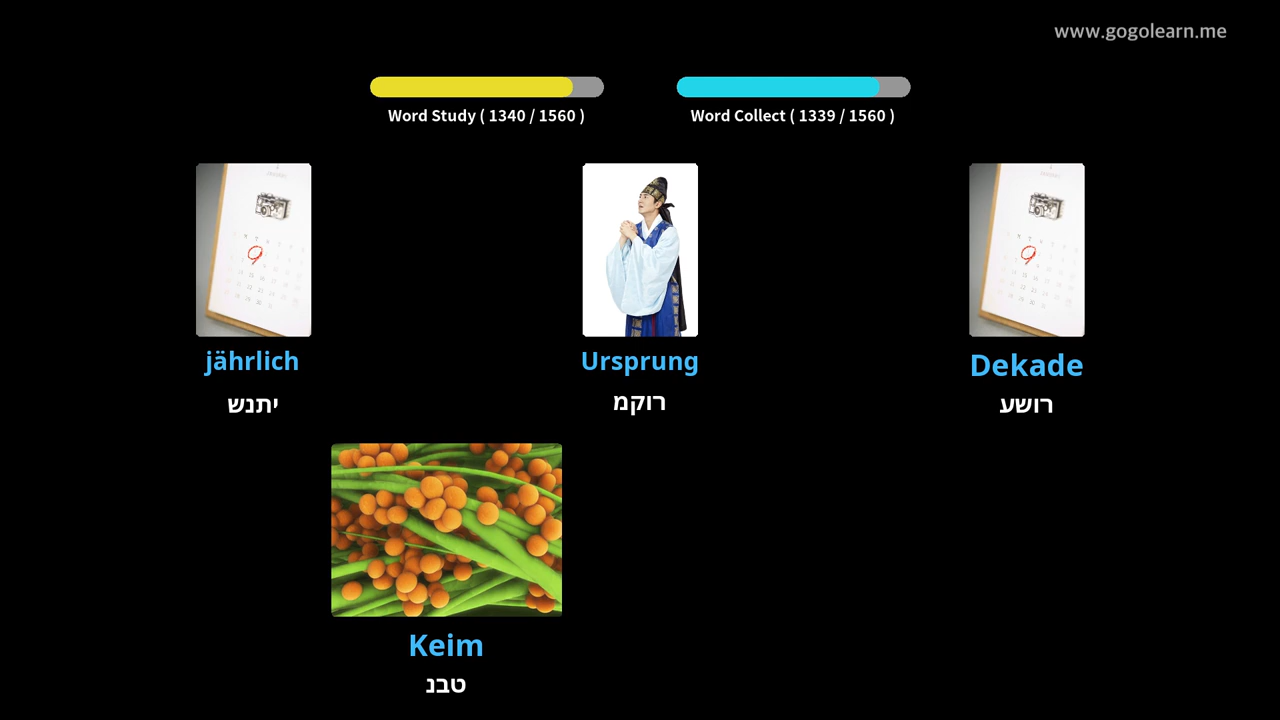 www.gogolearn.me
Word Study ( 1340 / 1560 )
Word Collect ( 1339 / 1560 )
jährlich
יתנש
Ursprung
רוקמ
Dekade
רושע
Keim
טבנ